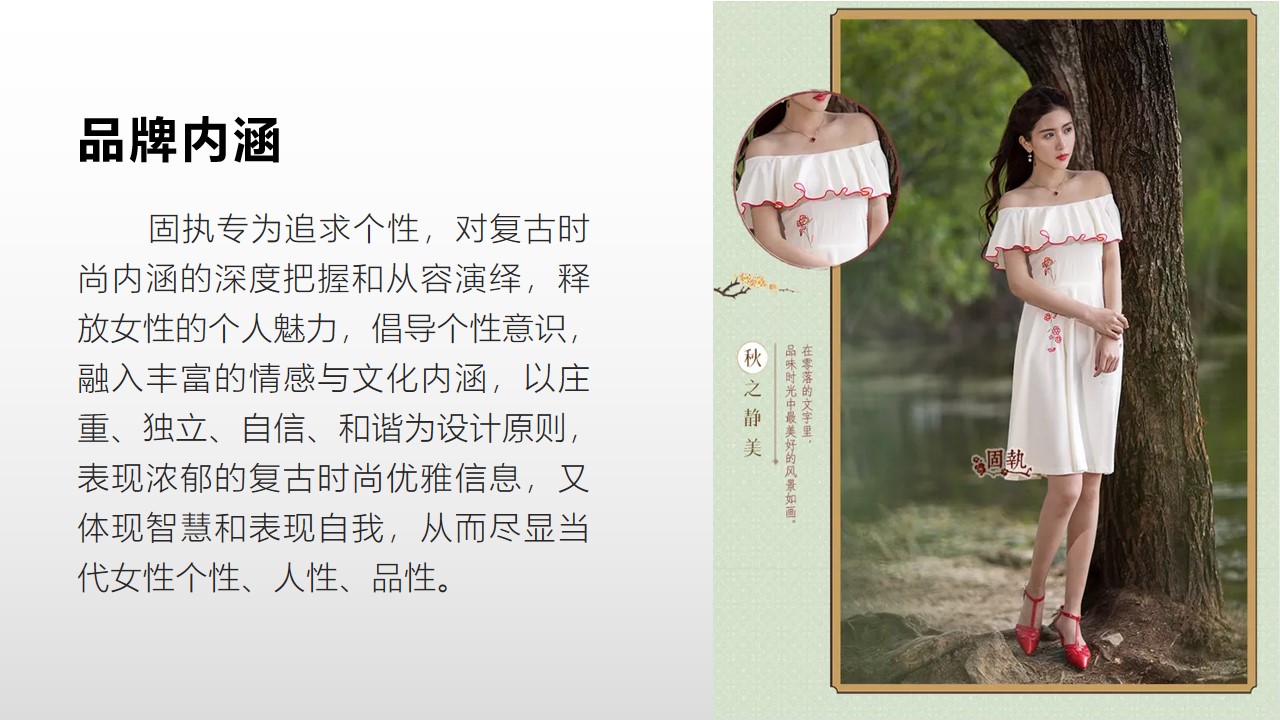 品牌内涵
固执专为追求个性，对复古时
尚内涵的深度把握和从容演绎，释
放女性的个人魅力，倡导个性意识，
融入丰富的情感与文化内涵，以庄
重、独立、自信、和谐为设计原则，
表现浓郁的复古时尚优雅信息，又
体现智慧和表现自我，从而尽显当
代女性个性、人性、品性。
秋之静美
在零落的文字里，
品味时光中最美好的风景如画。
固執